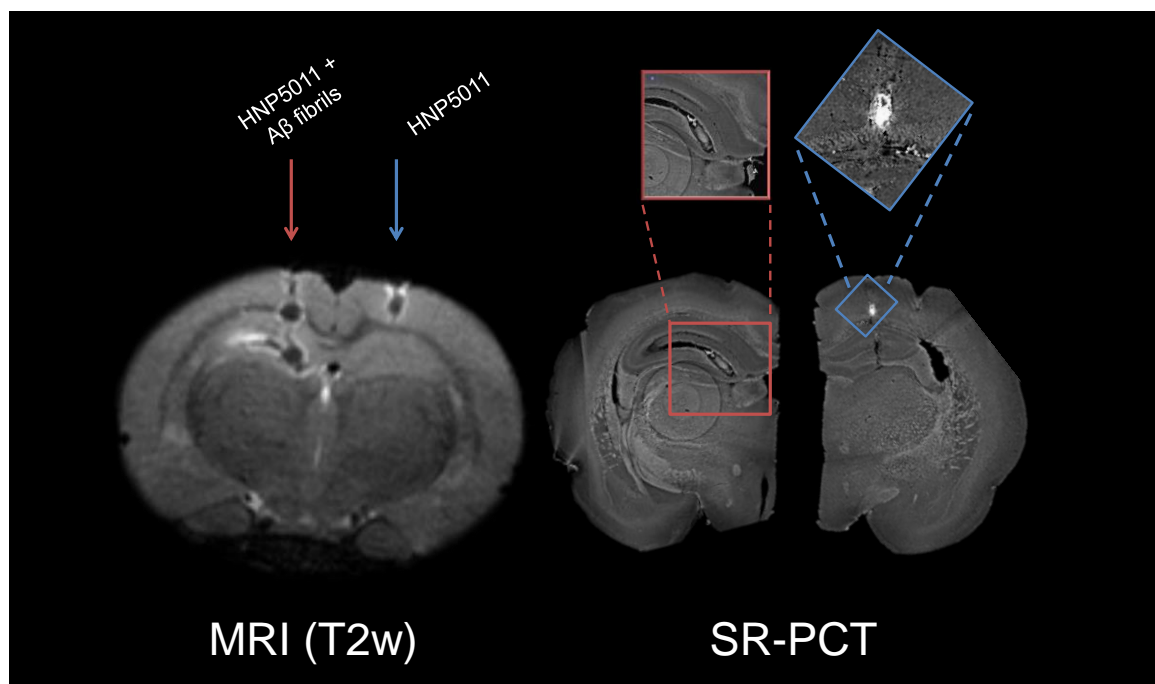 HNP5011 +
Aβ fibrils
HNP5011
MRI (T2w)
SR-PCT